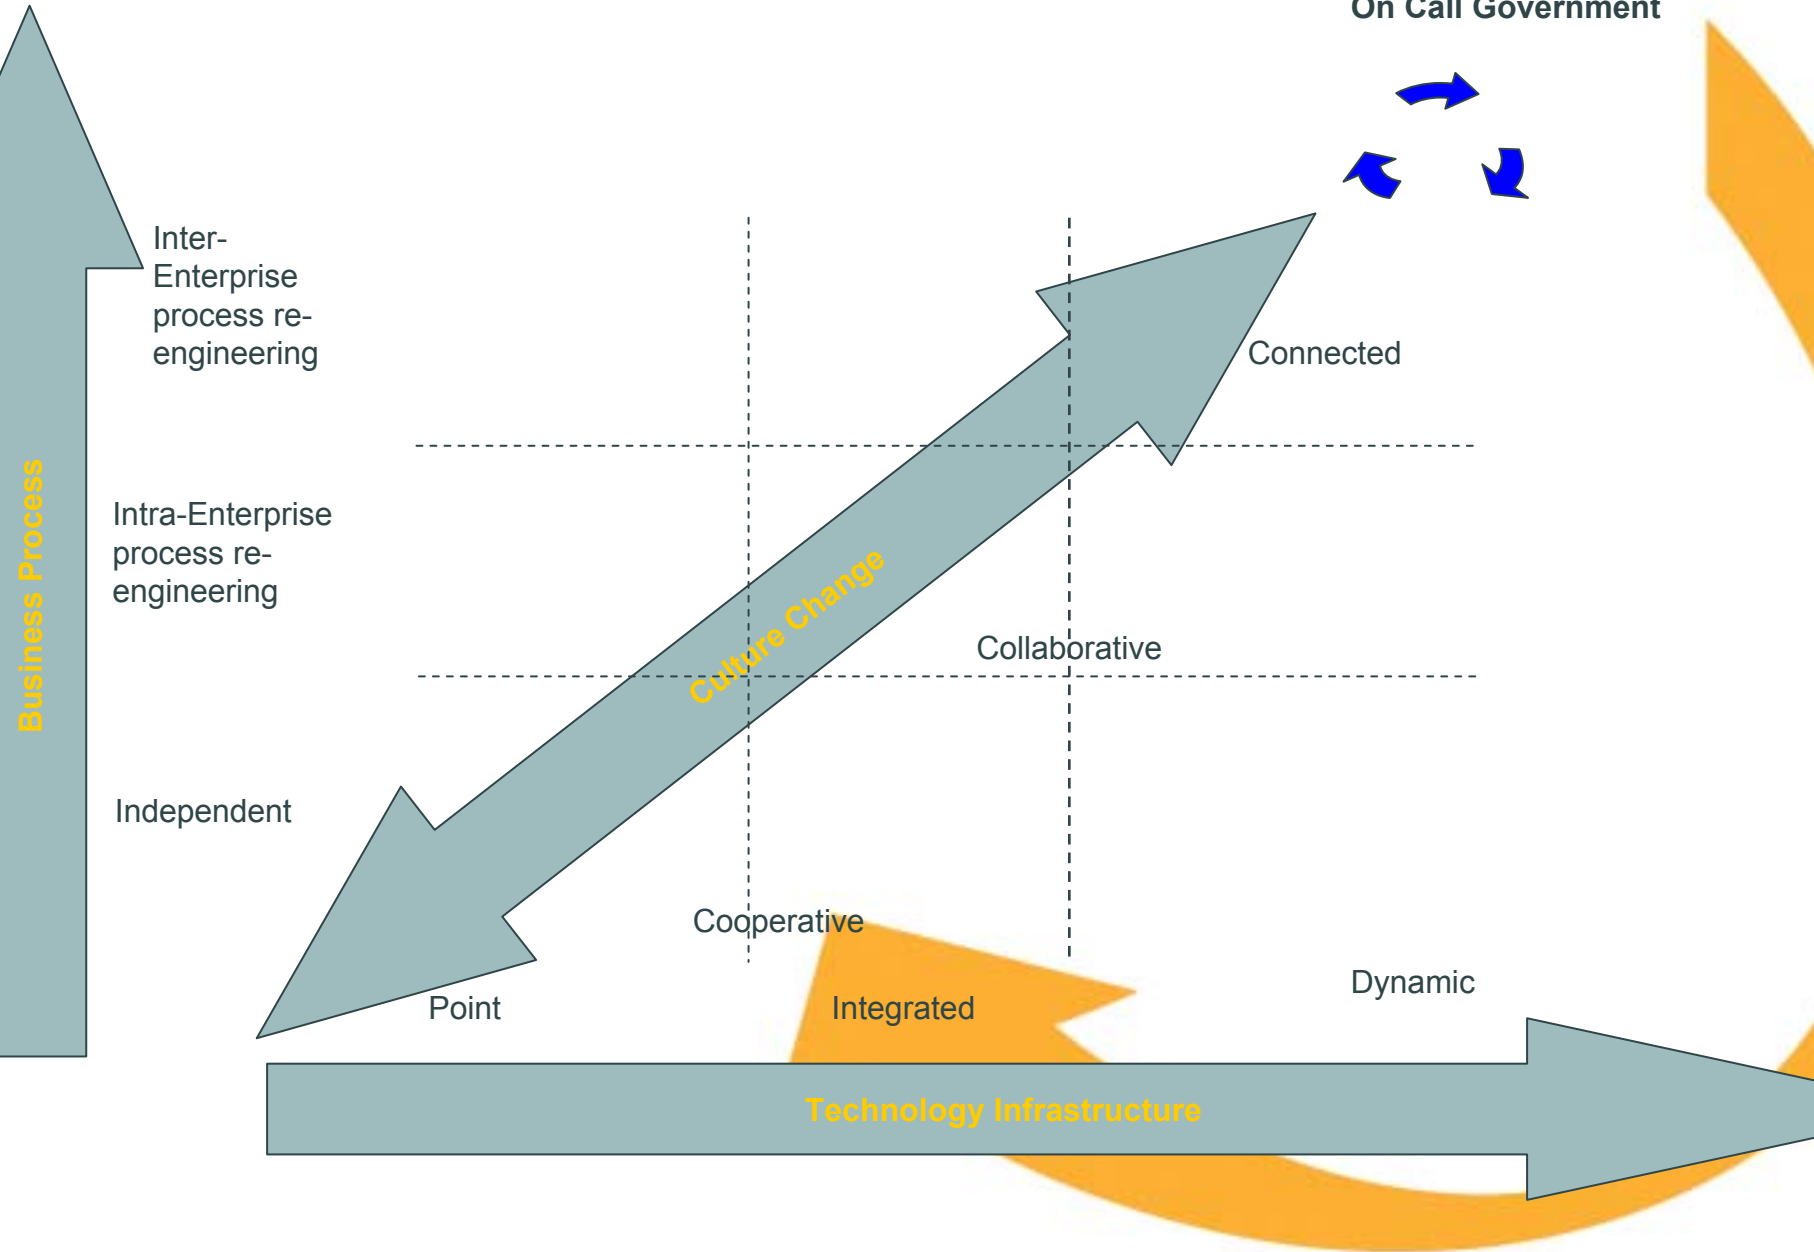 On Call Government
Inter-
Enterprise
process re-
engineering
Connected
Business Process
Intra-Enterprise
process re-
engineering
Culture Change
Collaborative
Independent
Cooperative
Point
Integrated
Dynamic
Technology Infrastructure